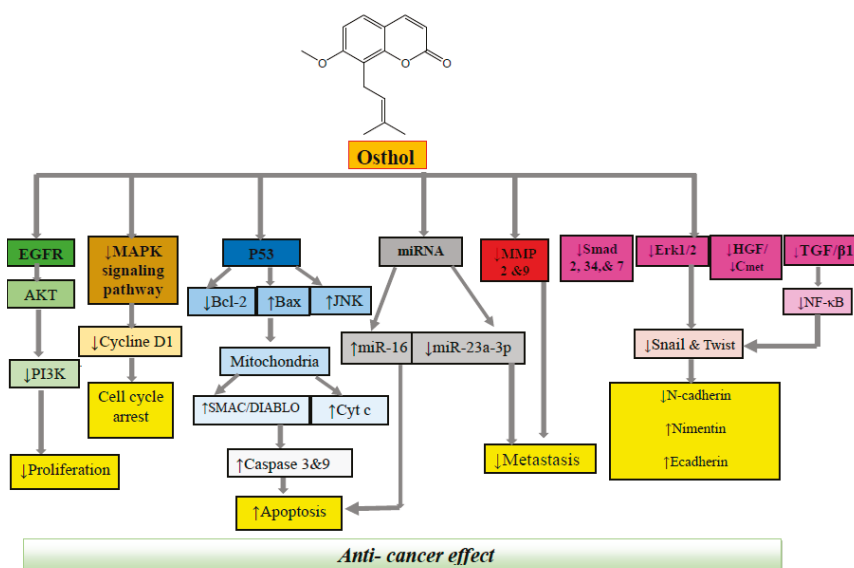 O
O
O
Osthol
EGFR
AKT
↓PI3K
↓Proliferation
↓MAPK
signaling
pathway
↓Cycline D1
Cell cycle
arrest
P53
↓Bcl-2
↑Bax
↑JNK
Mitochondria
↑SMAC/DIABLO
↑Cyt c
↑Caspase 3&9
↑Apoptosis
miRNA
↑miR-16
↓miR-23a-3p
↓MMP
2 &9
↓Metastasis
↓Smad
2, 34,& 7
↓Erk1/2
↓HGF/
↓Cmet
↓TGF/β1
↓NF-κB
↓Snail & Twist
↓N-cadherin
↑Nimentin
↑Ecadherin
Anti- cancer effect